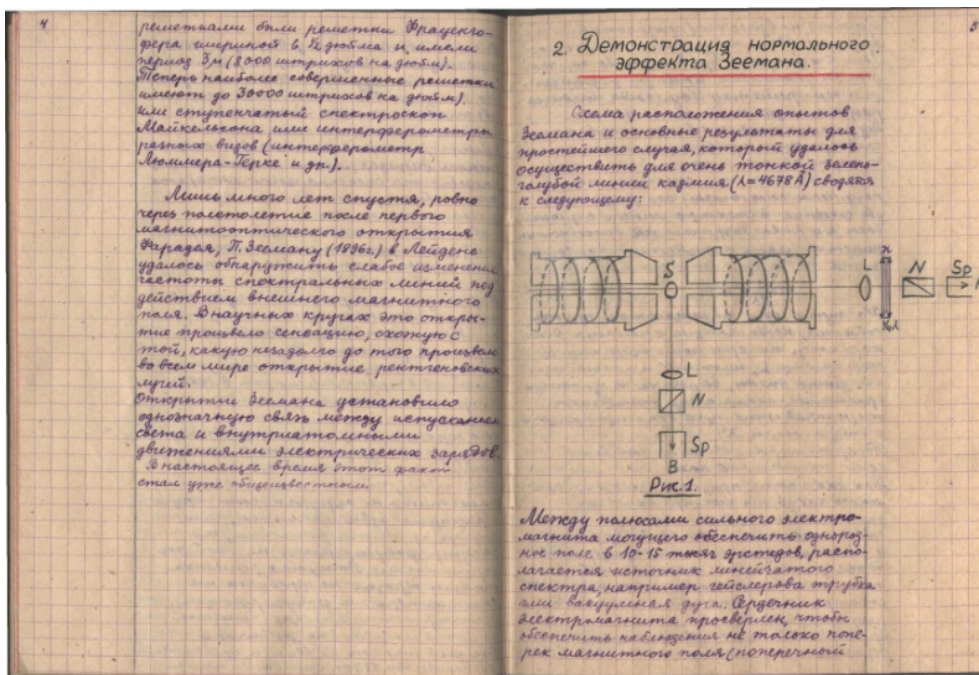 4
решетками были решетки Фраунго-
фера шириной в ½ дюйма и имели
период 3μ (8000 штрихов на дюйм).
Теперь наиболее совершенные решетки
имеют до 30000 штрихов на дюйм).
или ступенчатый спектроскоп
Майкельсона, или интерферометры
разных видов (интерферометр
Люммера-Герке и др.).
Лишь много лет спустя, ровно
через полстолетие после первого
магнитооптического открытия
Фарадея, П. Зееману (1896г.) в Лейдене
удалось обнаружить слабое изменение
частоты спектральных линий под
действием внешнего магнитного
поля. В научных кругах это откры-
тие произвело сенсацию, схожую с
той, какую незадолго до того произвело
во всем мире открытие рентгеновских
лучей.
Открытие Зеемана установило
однозначную связь между испусканием
света и внутриатомными
движениями электрических зарядов.
В настоящее время этот факт
стал уже общеизвестным
5
2. Демонстрация нормального
эффекта Зеемана.
Схема расположения опытов
Зеемана и основные результаты для
простейшего случая, который удалось
осуществить для очень тонкой зелено-
голубой линии кадмия (λ=4678 Å) сводятся
к следующему:
S
L
N
Sp
L
N
Sp
B
Рис.1.
Между полюсами сильного электро-
магнита могущего обеспечить однород-
ное поле в 10-15 тысяч эрстедов, распо-
лагается источник линейчатого
спектра, например гейслерова трубка
или вакуумная дуга. Сердечник
электромагнита просверлен, чтобы
обеспечить наблюдения не только попе-
рек магнитного поля (поперечный